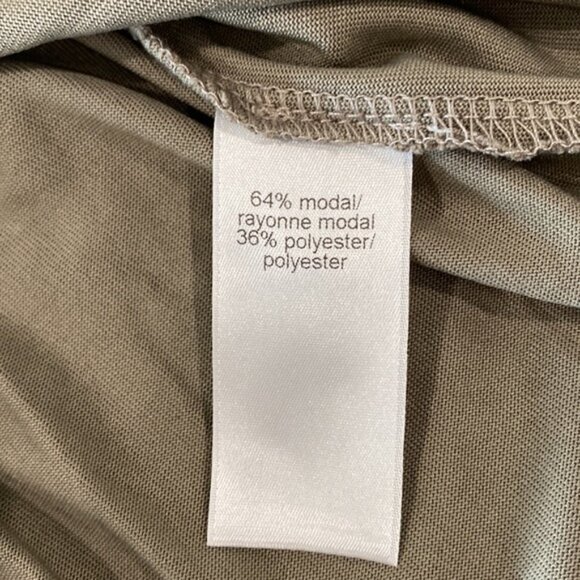 64% modal/
rayonne modal
36% polyester/
polyester